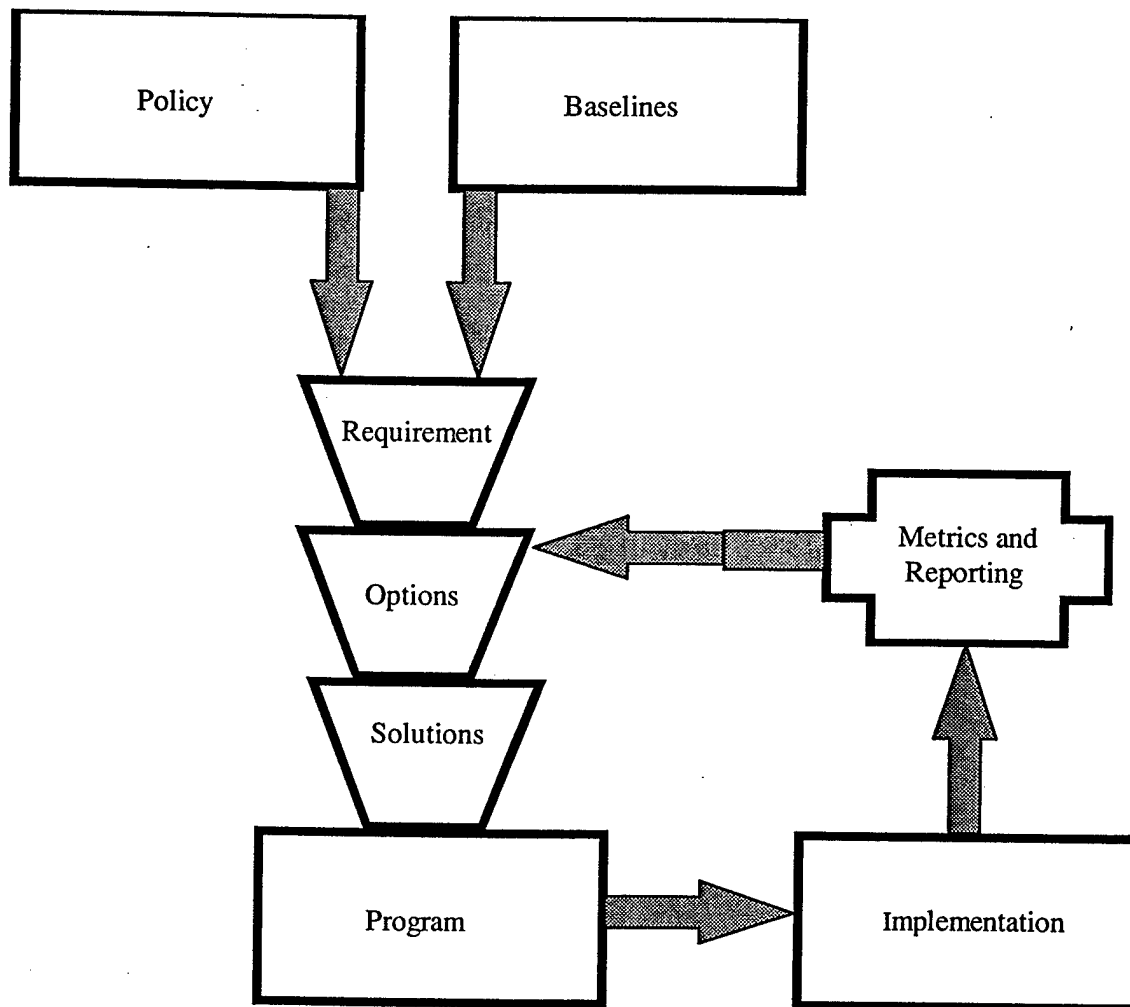 Policy
Baselines
Requirement
Options
Metrics and
Reporting
Solutions
Program
Implementation